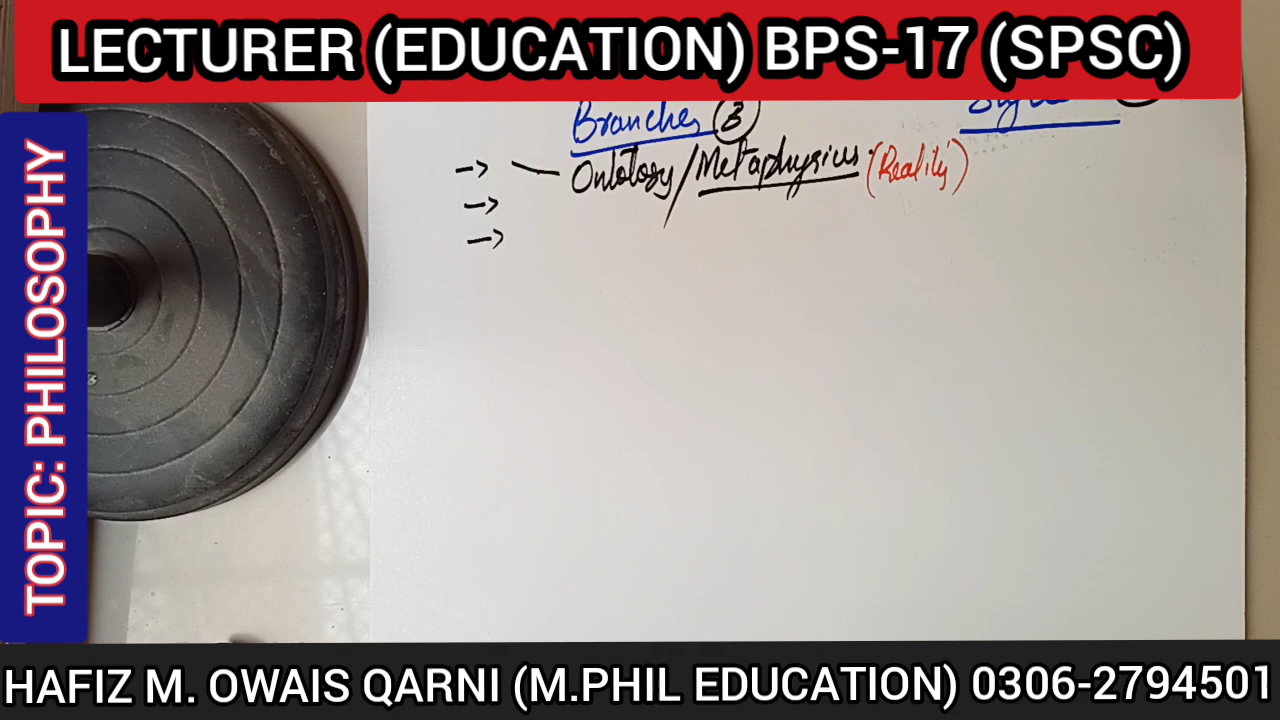 LECTURER (EDUCATION) BPS-17 (SPSC)
TOPIC: PHILOSOPHY
Branches 3
-> Ontology/Metaphysics (Reality)
->
->
HAFIZ M. OWAIS QARNI (M.PHIL EDUCATION) 0306-2794501